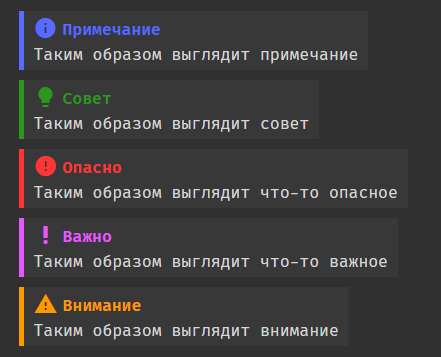 Примечание
Таким образом выглядит примечание
Совет
Таким образом выглядит совет
Опасно
Таким образом выглядит что-то опасное
Важно
Таким образом выглядит что-то важное
Внимание
Таким образом выглядит внимание